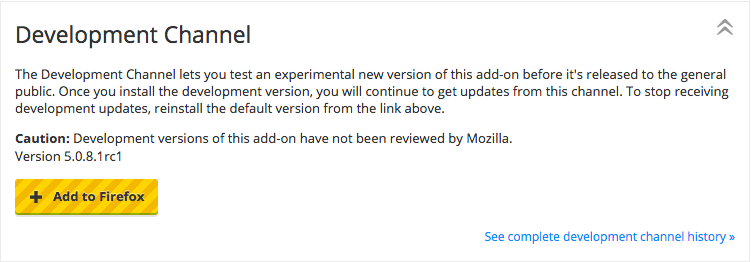 Development Channel
The Development Channel lets you test an experimental new version of this add-on before it's released to the general
public. Once you install the development version, you will continue to get updates from this channel. To stop receiving
development updates, reinstall the default version from the link above.
Caution: Development versions of this add-on have not been reviewed by Mozilla.
Version 5.0.8.1rc1
+ Add to Firefox
See complete development channel history »